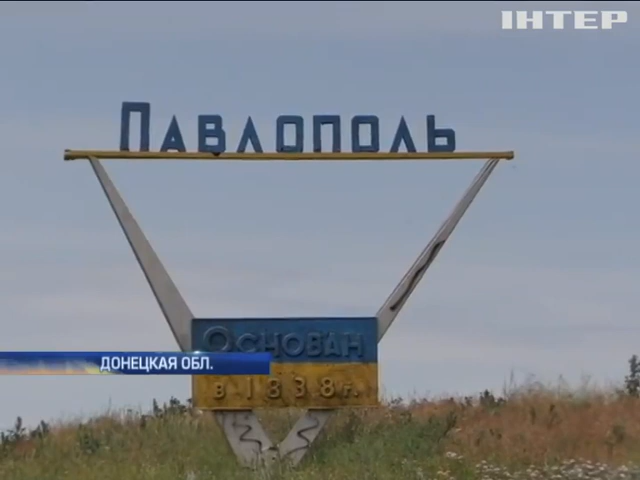 ІНТЕР
Павлополь
Основан
ДОНЕЦКАЯ ОБЛ.
в 1838 г.